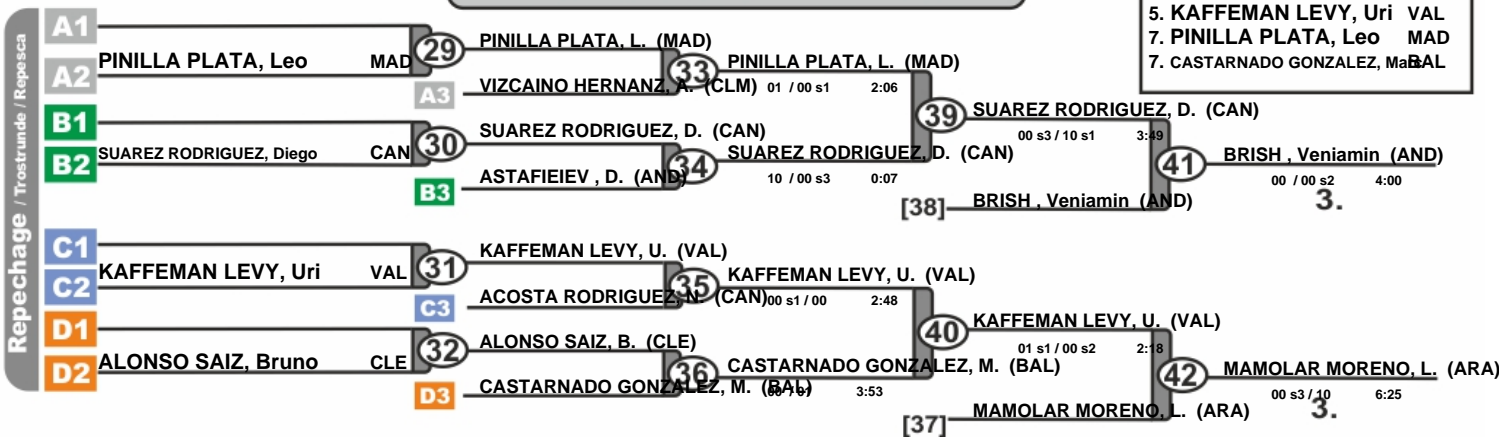 5. KAFFEMAN LEVY, Uri VAL
7. PINILLA PLATA, Leo MAD
7. CASTARNADO GONZALEZ, Marc BAL
Repechage / Trostrunde / Repesca
A1
A2
PINILLA PLATA, Leo MAD
B1
B2
SUAREZ RODRIGUEZ, Diego CAN
C1
C2
KAFFEMAN LEVY, Uri VAL
D1
D2
ALONSO SAIZ, Bruno CLE
29
PINILLA PLATA, L. (MAD)
A3
VIZCAINO HERNANZ, A. (CLM)
30
SUAREZ RODRIGUEZ, D. (CAN)
B3
ASTAFIEIEV , D. (AND)
31
KAFFEMAN LEVY, U. (VAL)
C3
ACOSTA RODRIGUEZ, N. (CAN)
32
ALONSO SAIZ, B. (CLE)
D3
CASTARNADO GONZALEZ, M. (BAL)
33
PINILLA PLATA, L. (MAD)
01 / 00 s1 2:06
34
SUAREZ RODRIGUEZ, D. (CAN)
10 / 00 s3 0:07
35
KAFFEMAN LEVY, U. (VAL)
00 s1 / 00 2:48
36
CASTARNADO GONZALEZ, M. (BAL)
00 / 01 3:53
39
SUAREZ RODRIGUEZ, D. (CAN)
00 s3 / 10 s1 3:49
[38]
BRISH , Veniamin (AND)
40
KAFFEMAN LEVY, U. (VAL)
01 s1 / 00 s2 2:18
[37]
MAMOLAR MORENO, L. (ARA)
41
BRISH , Veniamin (AND)
00 / 00 s2 4:00
3.
42
MAMOLAR MORENO, L. (ARA)
00 s3 / 10 6:25
3.